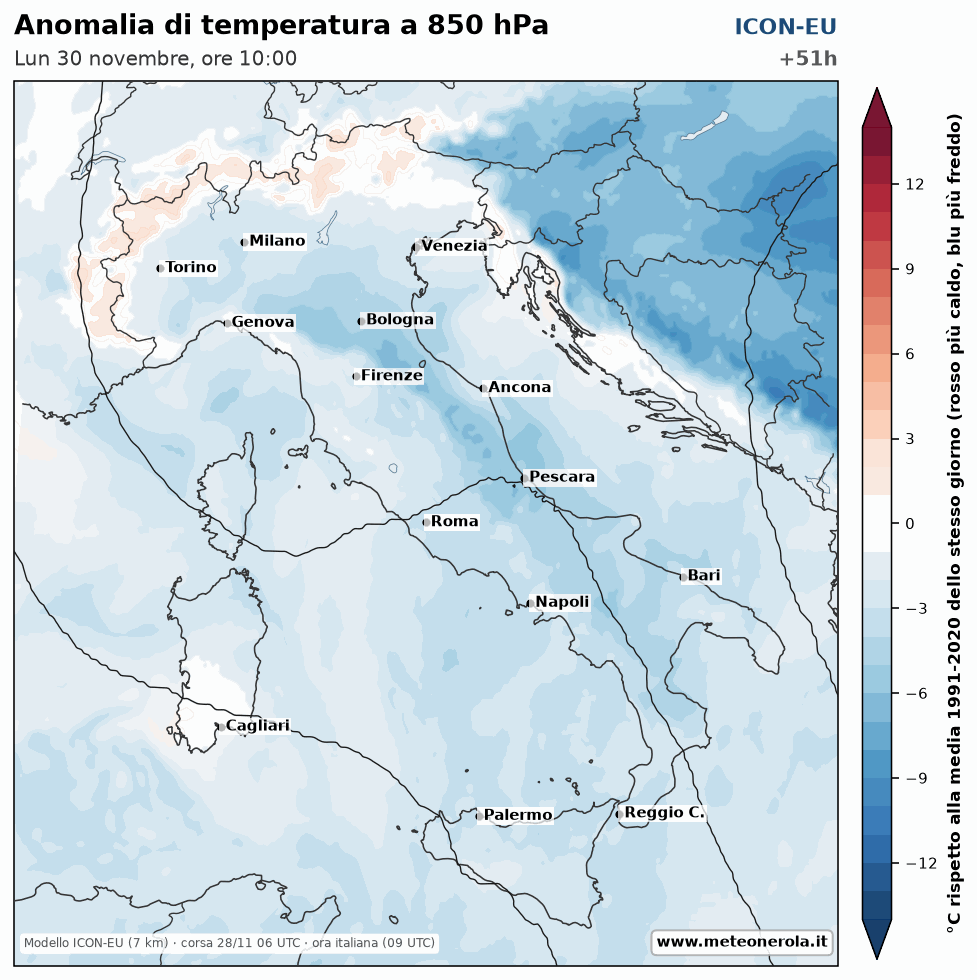 Anomalia di temperatura a 850 hPa
ICON-EU
Lun 30 novembre, ore 10:00
+51h
Milano
Venezia
Torino
Genova
Bologna
Firenze
Ancona
Pescara
Roma
Bari
Napoli
Cagliari
Palermo
Reggio C.
12
9
6
3
0
−3
−6
−9
−12
°C rispetto alla media 1991-2020 dello stesso giorno (rosso più caldo, blu più freddo)
Modello ICON-EU (7 km) · corsa 28/11 06 UTC · ora italiana (09 UTC)
www.meteonerola.it